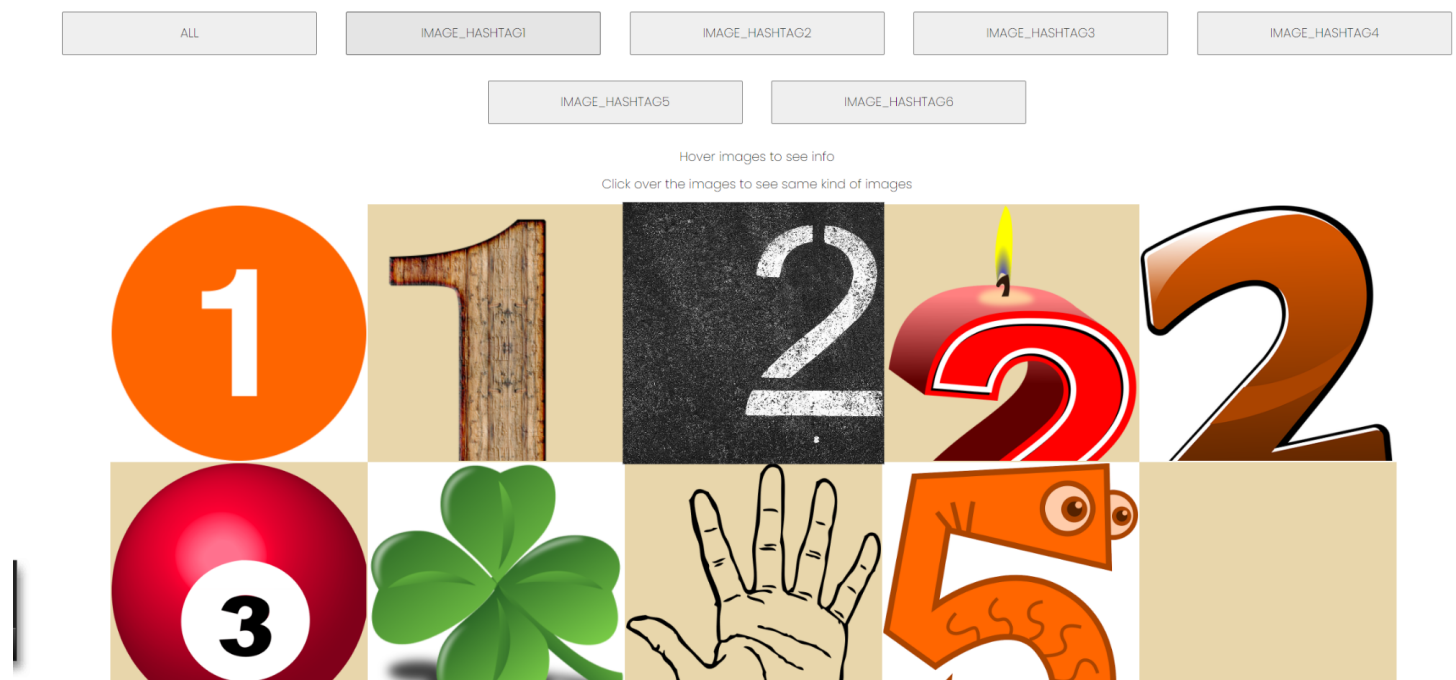 ALL
IMAGE_HASHTAG1
IMAGE_HASHTAG2
IMAGE_HASHTAG3
IMAGE_HASHTAG4
IMAGE_HASHTAG5
IMAGE_HASHTAG6
Hover images to see info
Click over the images to see same kind of images
1
1
2
2
2
3
5